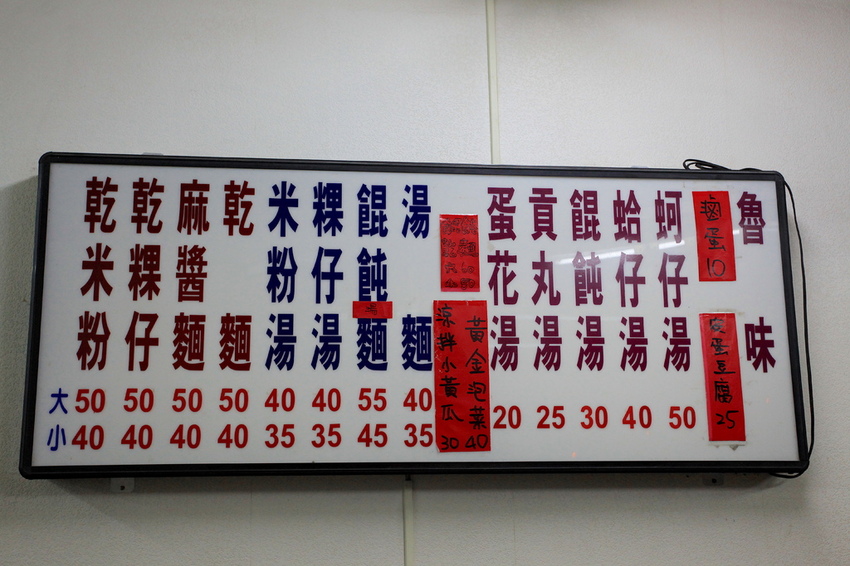 乾米粉
乾粿仔
麻醬麵
乾麵
米粉湯
粿仔湯
餛飩麵
湯
湯麵
大 50 50 50 50 40 40 55 40
小 40 40 40 40 35 35 45 35
黃金泡菜 40
涼拌小黃瓜 30
蛋花湯 20
貢丸湯 25
餛飩湯 30
蛤仔湯 40
蚵仔湯 50
滷蛋 10
皮蛋豆腐 25
魯味